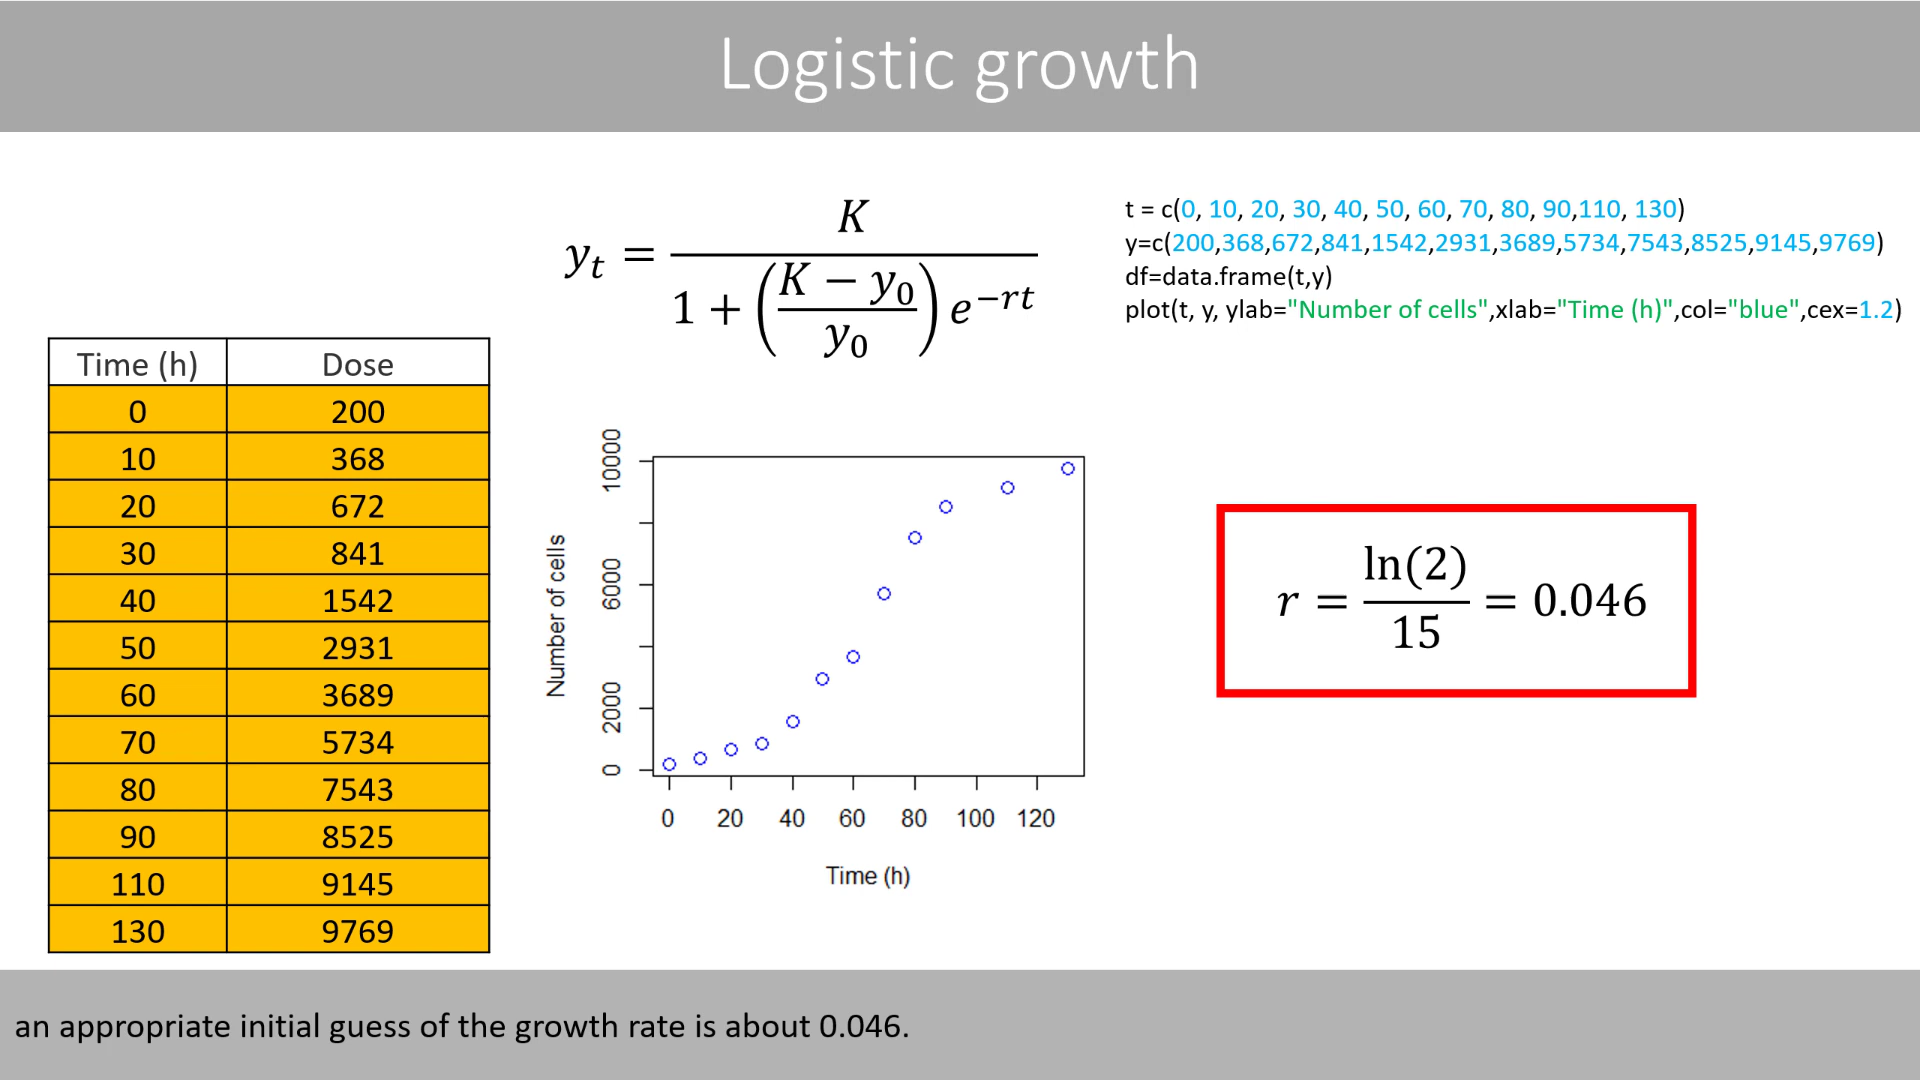 Logistic growth
y_t = K / (1 + ((K − y_0) / y_0) e^{−rt})
t = c(0, 10, 20, 30, 40, 50, 60, 70, 80, 90,110, 130)
y=c(200,368,672,841,1542,2931,3689,5734,7543,8525,9145,9769)
df=data.frame(t,y)
plot(t, y, ylab="Number of cells",xlab="Time (h)",col="blue",cex=1.2)
Time (h) Dose
0 200
10 368
20 672
30 841
40 1542
50 2931
60 3689
70 5734
80 7543
90 8525
110 9145
130 9769
Number of cells
10000
6000
2000
0
0 20 40 60 80 100 120
Time (h)
r = ln(2) / 15 = 0.046
an appropriate initial guess of the growth rate is about 0.046.